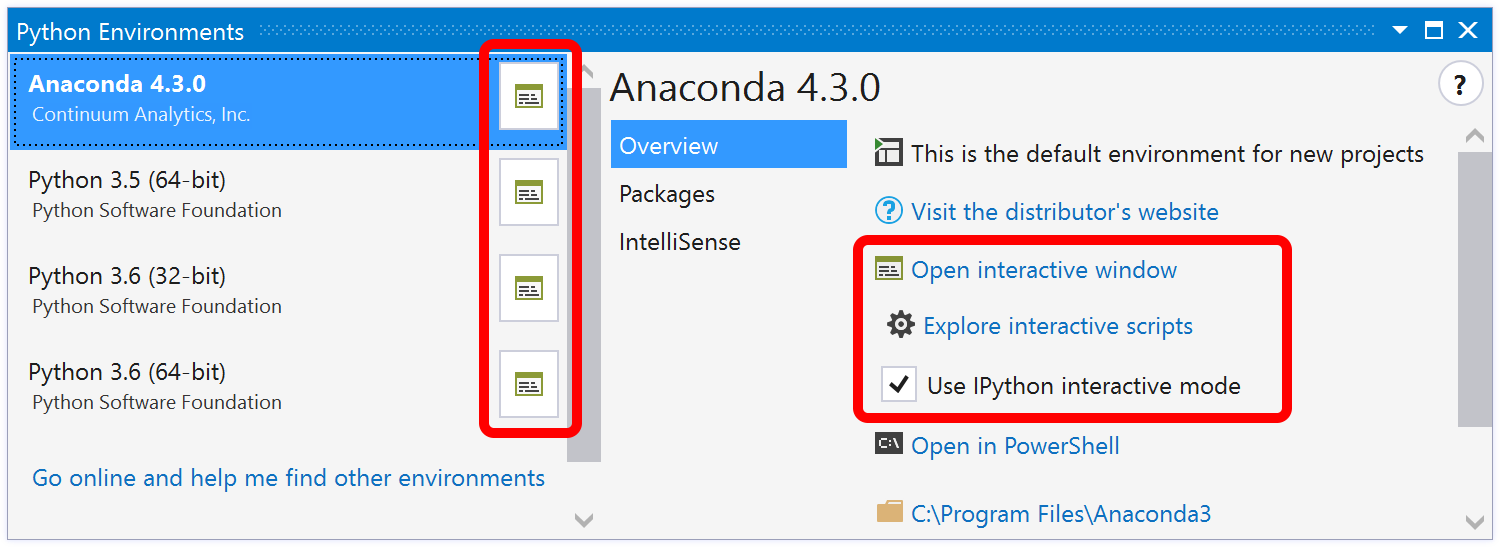 Python Environments
Anaconda 4.3.0
Continuum Analytics, Inc.
Python 3.5 (64-bit)
Python Software Foundation
Python 3.6 (32-bit)
Python Software Foundation
Python 3.6 (64-bit)
Python Software Foundation
Go online and help me find other environments
Anaconda 4.3.0
?
Overview
Packages
IntelliSense
This is the default environment for new projects
? Visit the distributor's website
Open interactive window
Explore interactive scripts
Use IPython interactive mode
C:\ Open in PowerShell
C:\Program Files\Anaconda3